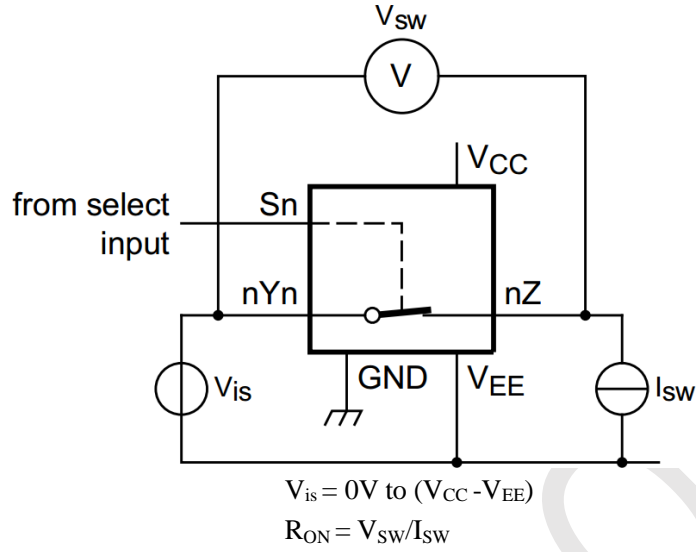 Vsw
V
VCC
from select
input
Sn
nYn
nZ
Vis
GND
VEE
Isw
Vis = 0V to (VCC -VEE)
RON = VSW/ISW